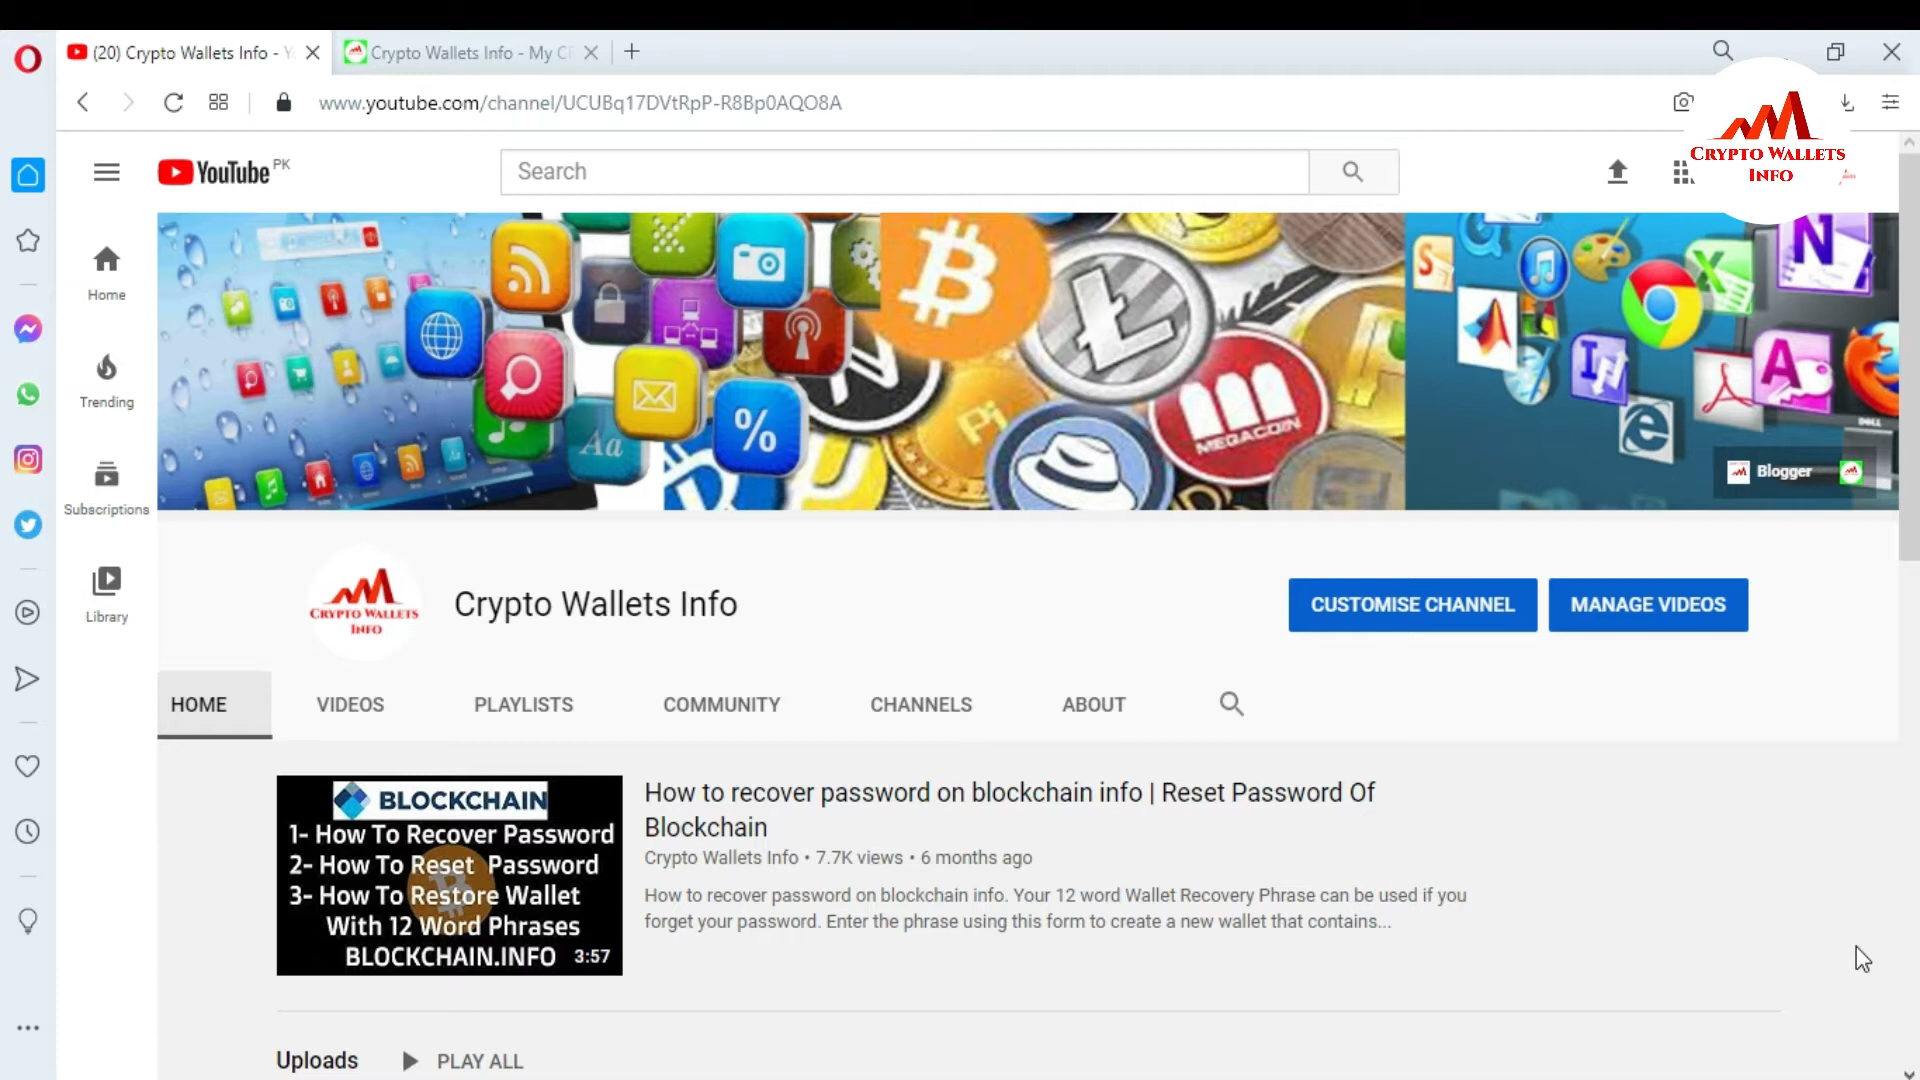 (20) Crypto Wallets Info - Y
Crypto Wallets Info - My C
www.youtube.com/channel/UCUBq17DVtRpP-R8Bp0AQO8A
CRYPTO WALLETS
INFO
YouTube PK
Search
Home
Trending
Subscriptions
Library
Aa
%
Pi
MEGACOIN
S
X
N
A
DELL
Blogger
CRYPTO WALLETS
INFO
Crypto Wallets Info
CUSTOMISE CHANNEL
MANAGE VIDEOS
HOME
VIDEOS
PLAYLISTS
COMMUNITY
CHANNELS
ABOUT
BLOCKCHAIN
1- How To Recover Password
2- How To Reset Password
3- How To Restore Wallet
With 12 Word Phrases
BLOCKCHAIN.INFO
3:57
How to recover password on blockchain info | Reset Password Of
Blockchain
Crypto Wallets Info • 7.7K views • 6 months ago
How to recover password on blockchain info. Your 12 word Wallet Recovery Phrase can be used if you
forget your password. Enter the phrase using this form to create a new wallet that contains...
Uploads
PLAY ALL